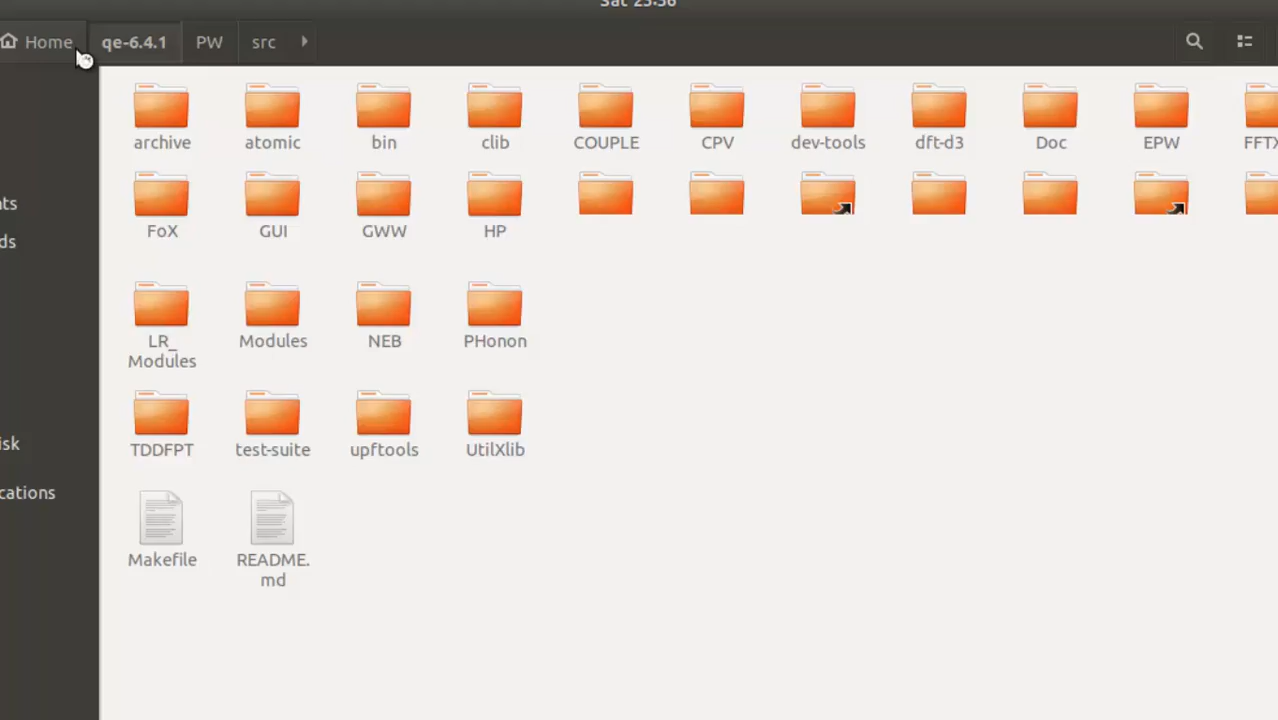 Sat 23:36
Home qe-6.4.1 PW src
archive atomic bin clib COUPLE CPV dev-tools dft-d3 Doc EPW FFTX
FoX GUI GWW HP
LR_
Modules
Modules NEB PHonon
TDDFPT test-suite upftools UtilXlib
Makefile README.
md
nts
ds
isk
cations